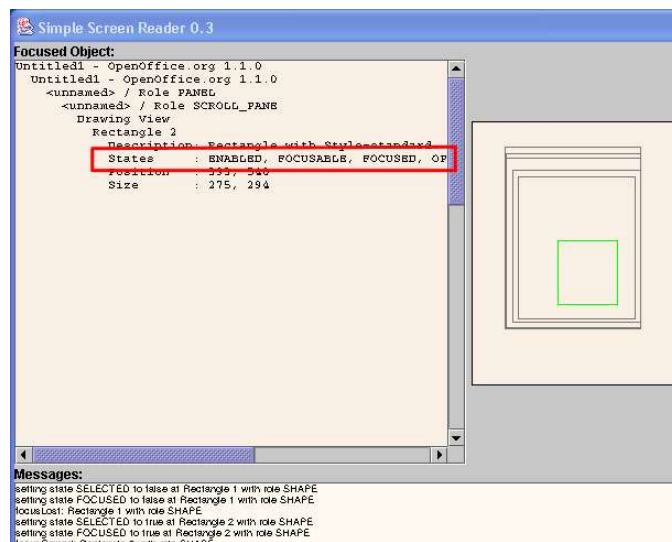 Simple Screen Reader 0.3
Focused Object:
Untitled1 - OpenOffice.org 1.1.0
Untitled1 - OpenOffice.org 1.1.0
<unnamed> / Role PANEL
<unnamed> / Role SCROLL_PANE
Drawing View
Rectangle 2
Description: Rectangle with Style=standard
States : ENABLED, FOCUSABLE, FOCUSED, OP
Position : 393, 540
Size : 275, 294
Messages:
setting state SELECTED to false at Rectangle 1 with role SHAPE
setting state FOCUSED to false at Rectangle 1 with role SHAPE
focusLost: Rectangle 1 with role SHAPE
setting state SELECTED to true at Rectangle 2 with role SHAPE
setting state FOCUSED to true at Rectangle 2 with role SHAPE